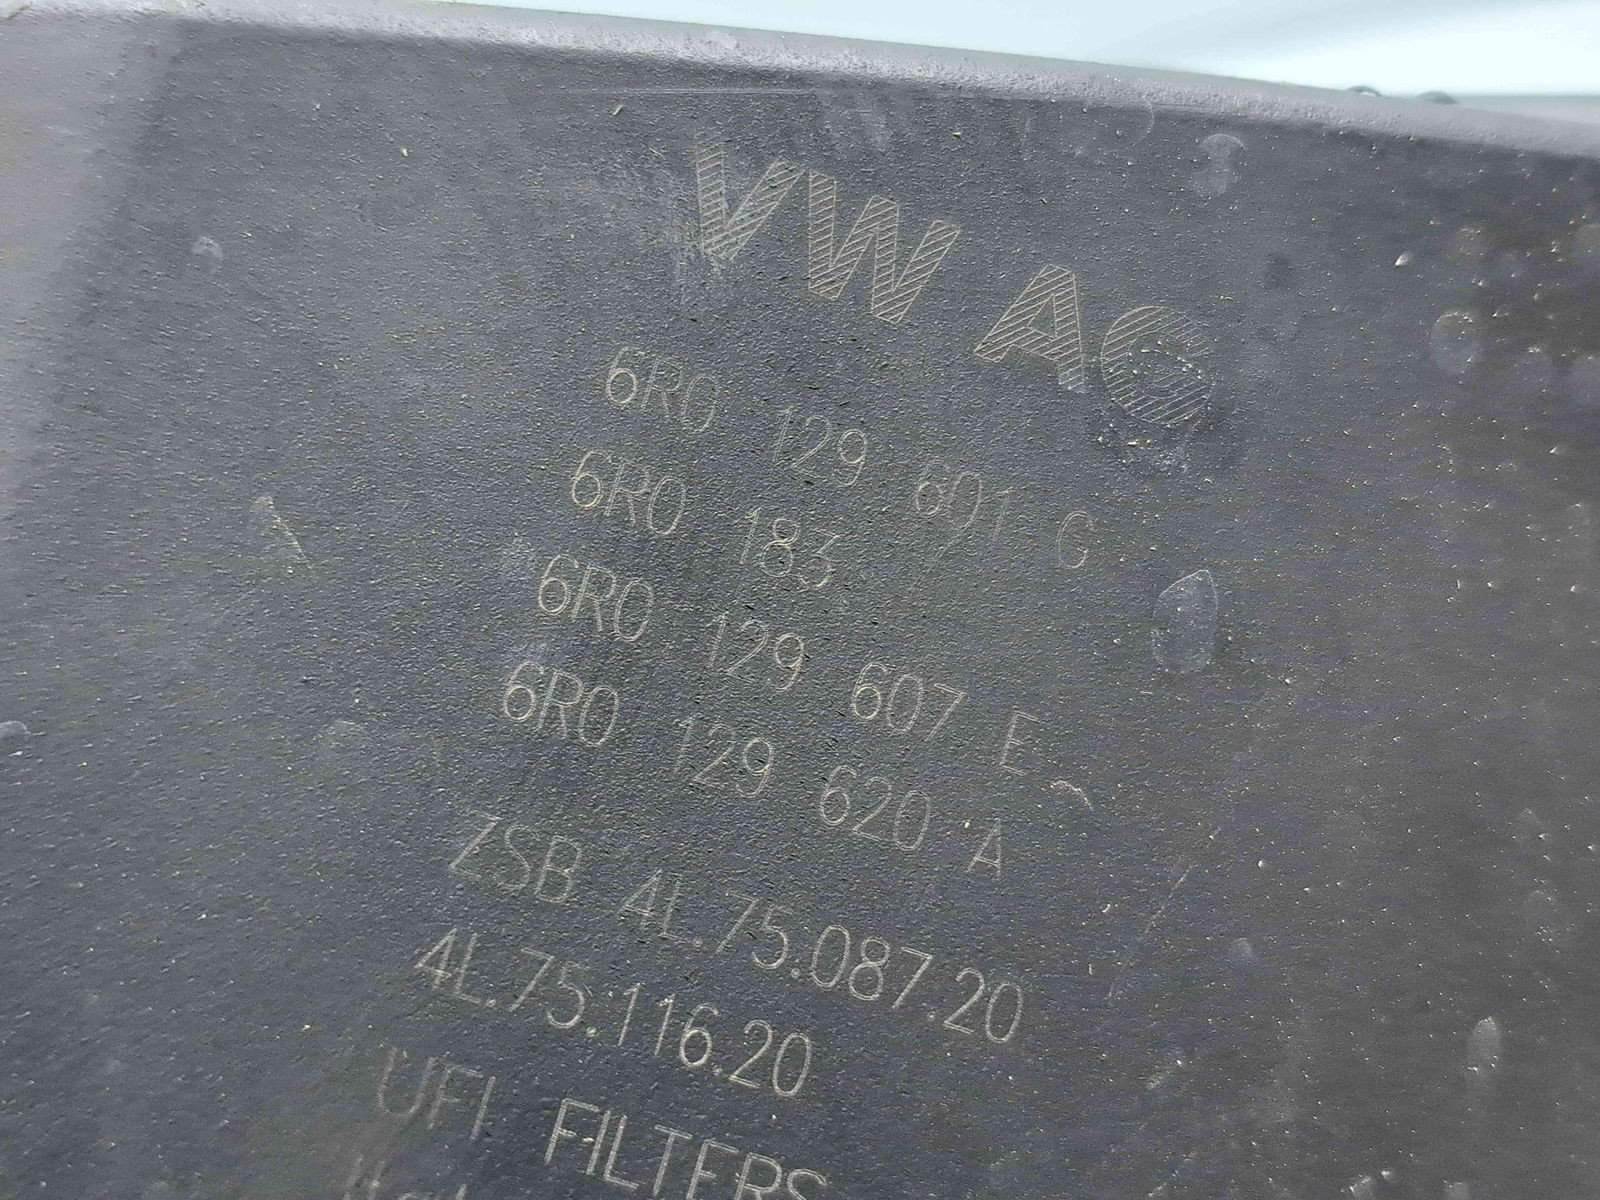 VW AG
6R0 129 601 C
6R0 183
6R0 129 607 E
6R0 129 620 A
ZSB 4L.75.087.20
4L.75.116.20
UFI FILTERS